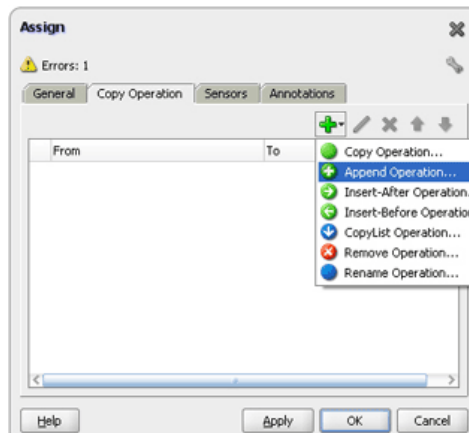 Assign
Errors: 1
General Copy Operation Sensors Annotations
From To
Copy Operation...
Append Operation...
Insert-After Operation.
Insert-Before Operatio
CopyList Operation...
Remove Operation...
Rename Operation...
Help Apply OK Cancel